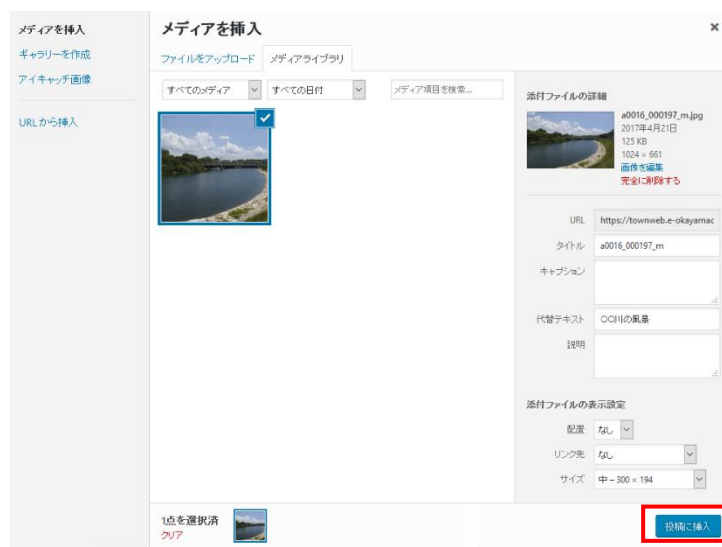 メディアを挿入
ギャラリーを作成
アイキャッチ画像
URLから挿入
メディアを挿入
ファイルをアップロード メディアライブラリ
すべてのメディア すべての日付 メディア項目を検索...
添付ファイルの詳細
a0016_000197_m.jpg
2017年4月21日
125 KB
1024 × 661
画像を編集
完全に削除する
URL https://townweb.e-okayamac
タイトル a0016_000197_m
キャプション
代替テキスト 〇〇川の風景
説明
添付ファイルの表示設定
配置 なし
リンク先 なし
サイズ 中 – 300 × 194
1点を選択済
クリア
投稿に挿入